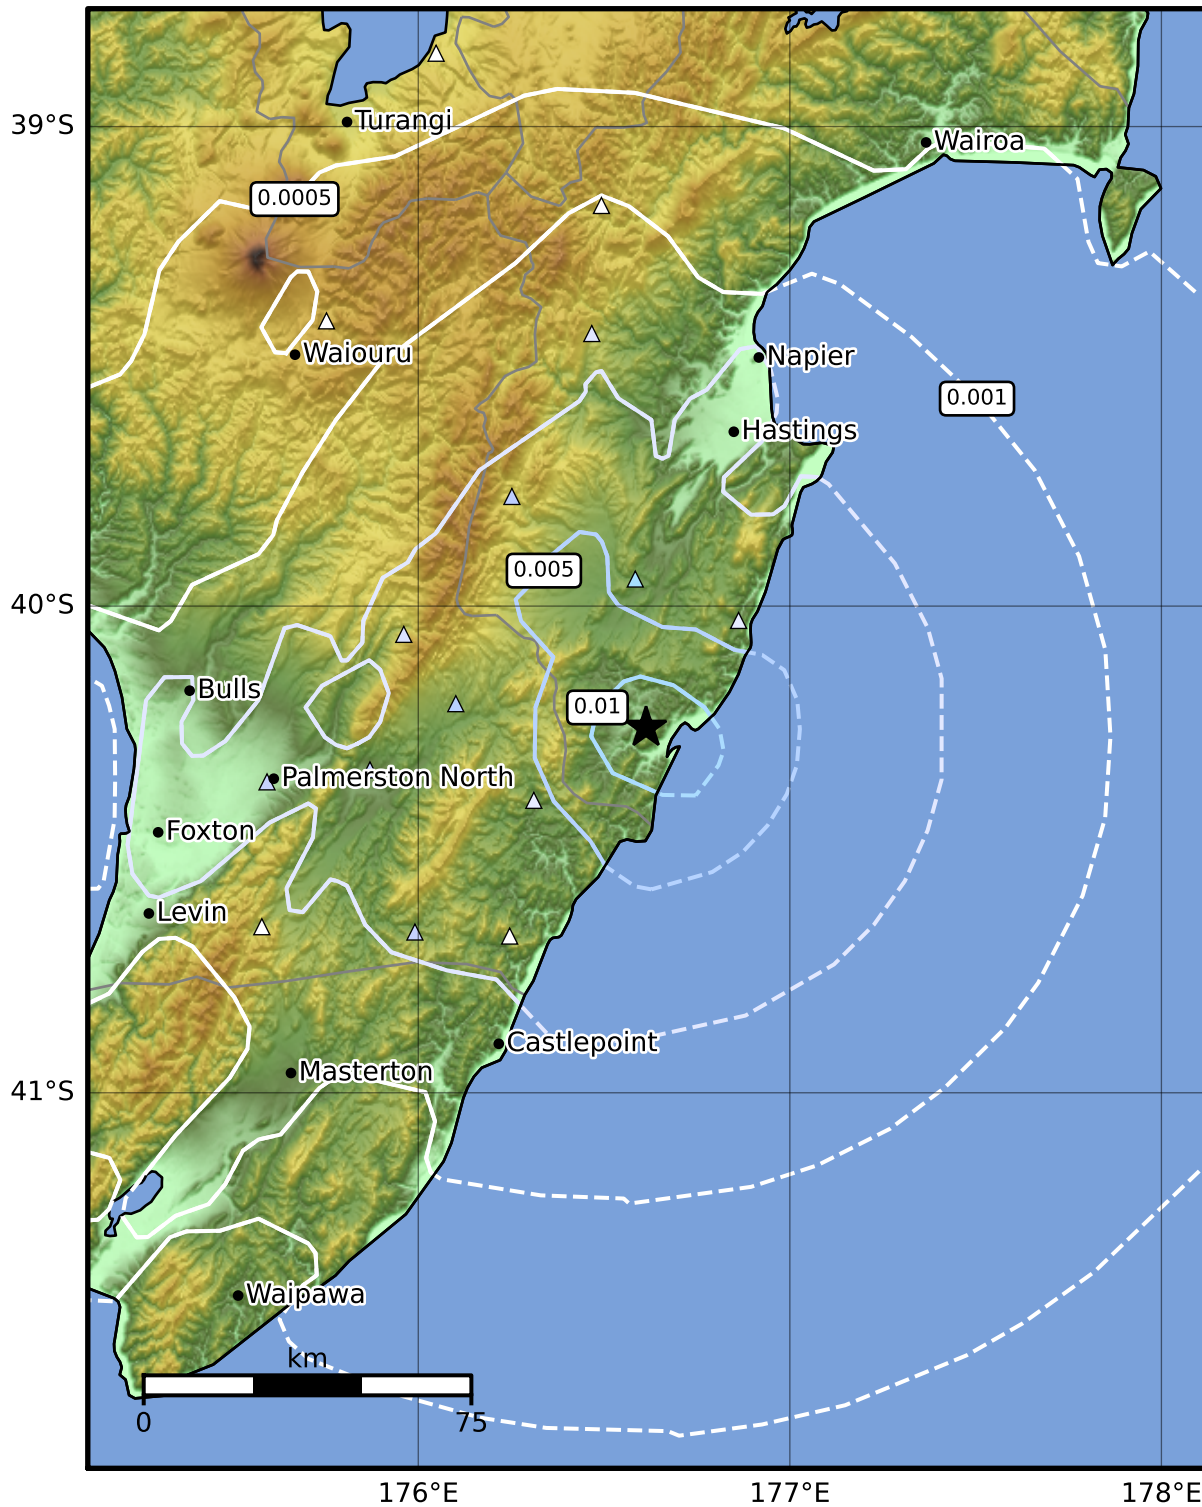 39°S
Turangi
Wairoa
0.0005
Waiouru
Napier
0.001
Hastings
0.005
40°S
Bulls
0.01
Palmerston North
Foxton
Levin
Castlepoint
Masterton
41°S
Waipawa
km
0 75
176°E 177°E 178°E